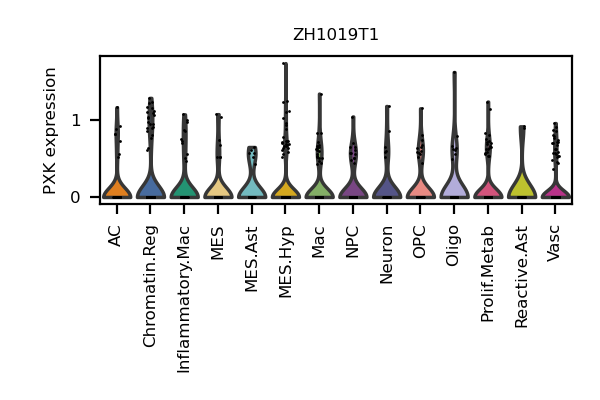 ZH1019T1
PXK expression
1
0
AC
Chromatin.Reg
Inflammatory.Mac
MES
MES.Ast
MES.Hyp
Mac
NPC
Neuron
OPC
Oligo
Prolif.Metab
Reactive.Ast
Vasc